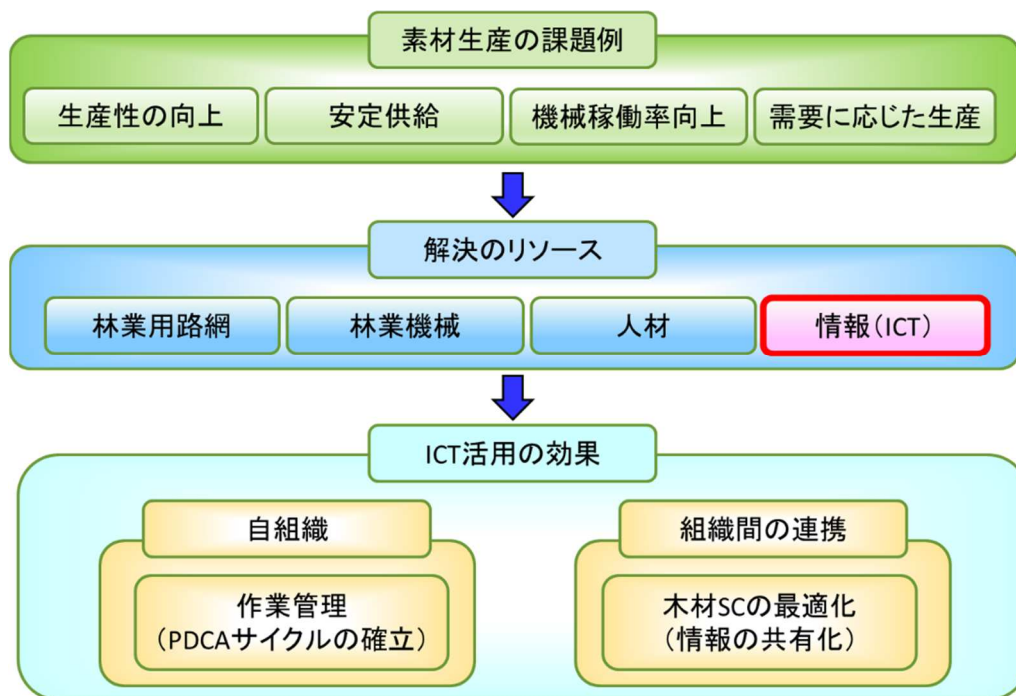 素材生産の課題例
生産性の向上
安定供給
機械稼働率向上
需要に応じた生産
解決のリソース
林業用路網
林業機械
人材
情報(ICT)
ICT活用の効果
自組織
作業管理
(PDCAサイクルの確立)
組織間の連携
木材SCの最適化
(情報の共有化)